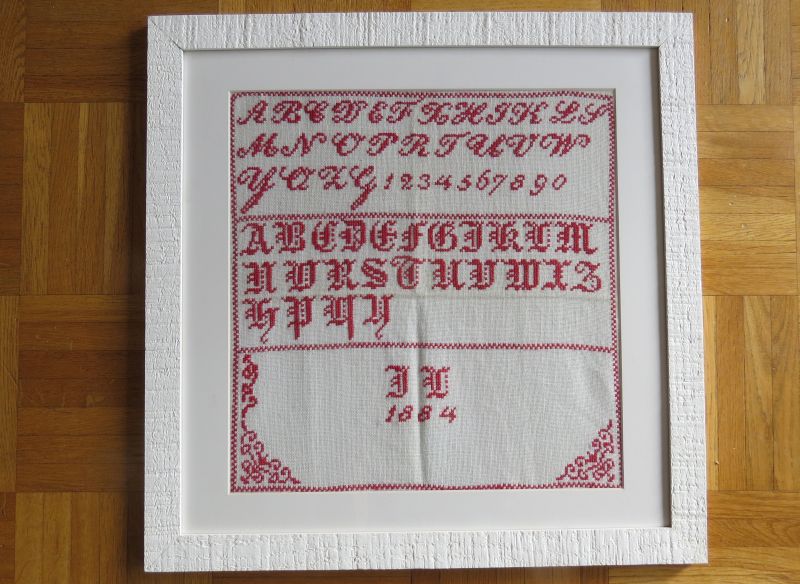 A B C D E F X H I K L S
M N O P R T U V W
Y Q Z G 1 2 3 4 5 6 7 8 9 0
A B C D E F G I K L M
N O R S T U V W X Z
H P Q Y
I L
1884